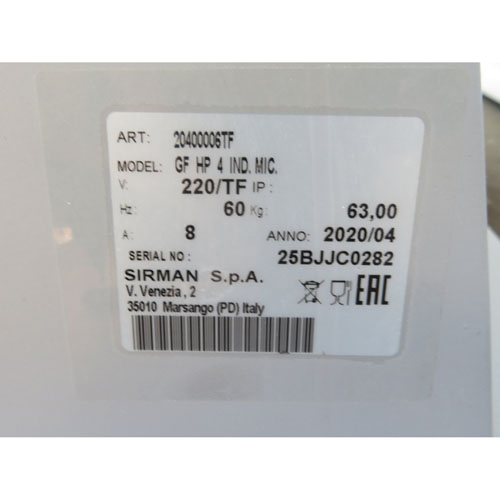 ART: 20400006TF
MODEL: GF HP 4 IND. MIC.
V: 220/TF IP:
Hz: 60 Kg: 63,00
A: 8 ANNO: 2020/04
SERIAL NO: 25BJJC0282
SIRMAN S.p.A.
V. Venezia , 2
35010 Marsango (PD) Italy
EAC